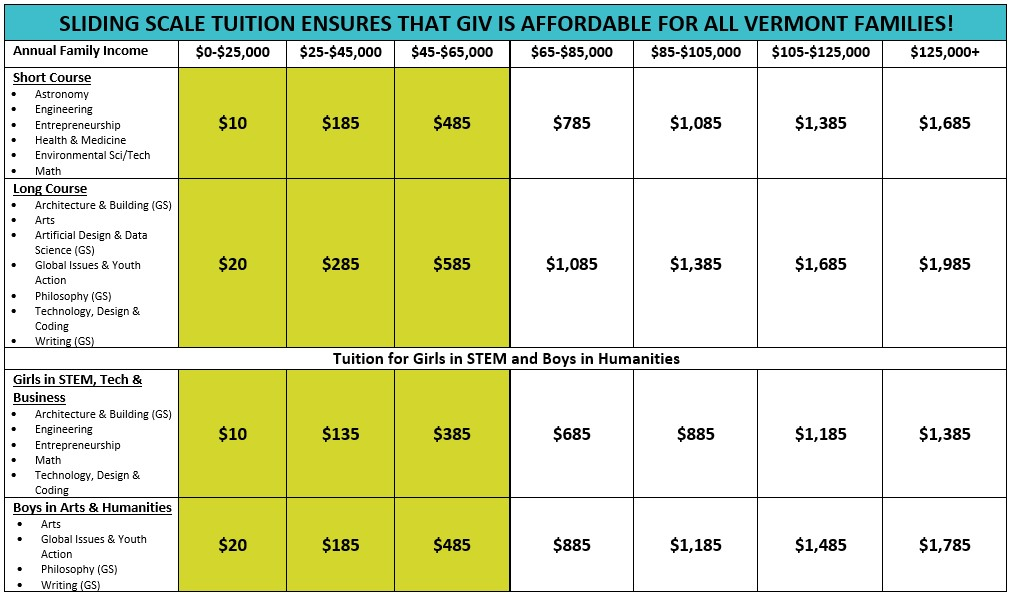 SLIDING SCALE TUITION ENSURES THAT GIV IS AFFORDABLE FOR ALL VERMONT FAMILIES!
Annual Family Income $0-$25,000 $25-$45,000 $45-$65,000 $65-$85,000 $85-$105,000 $105-$125,000 $125,000+
Short Course
• Astronomy
• Engineering
• Entrepreneurship
• Health & Medicine
• Environmental Sci/Tech
• Math
$10 $185 $485 $785 $1,085 $1,385 $1,685
Long Course
• Architecture & Building (GS)
• Arts
• Artificial Design & Data
Science (GS)
• Global Issues & Youth
Action
• Philosophy (GS)
• Technology, Design &
Coding
• Writing (GS)
$20 $285 $585 $1,085 $1,385 $1,685 $1,985
Tuition for Girls in STEM and Boys in Humanities
Girls in STEM, Tech &
Business
• Architecture & Building (GS)
• Engineering
• Entrepreneurship
• Math
• Technology, Design &
Coding
$10 $135 $385 $685 $885 $1,185 $1,385
Boys in Arts & Humanities
• Arts
• Global Issues & Youth
Action
• Philosophy (GS)
• Writing (GS)
$20 $185 $485 $885 $1,185 $1,485 $1,785